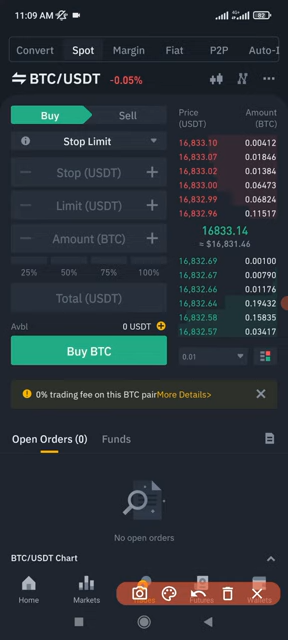 11:09 AM
4G+
82
Convert Spot Margin Fiat P2P Auto-I
BTC/USDT -0.05%
Buy Sell
Stop Limit
Stop (USDT)
Limit (USDT)
Amount (BTC)
25% 50% 75% 100%
Total (USDT)
Avbl 0 USDT
Buy BTC
Price (USDT) Amount (BTC)
16,833.10 0.00412
16,833.07 0.01846
16,833.02 0.01384
16,833.00 0.06473
16,832.99 0.06824
16,832.96 0.11517
16833.14
≈ $16,831.46
16,832.69 0.00100
16,832.67 0.00790
16,832.66 0.01176
16,832.64 0.19432
16,832.58 0.15835
16,832.57 0.03417
0.01
0% trading fee on this BTC pairMore Details>
Open Orders (0) Funds
No open orders
BTC/USDT Chart
Home Markets Futures Wallets